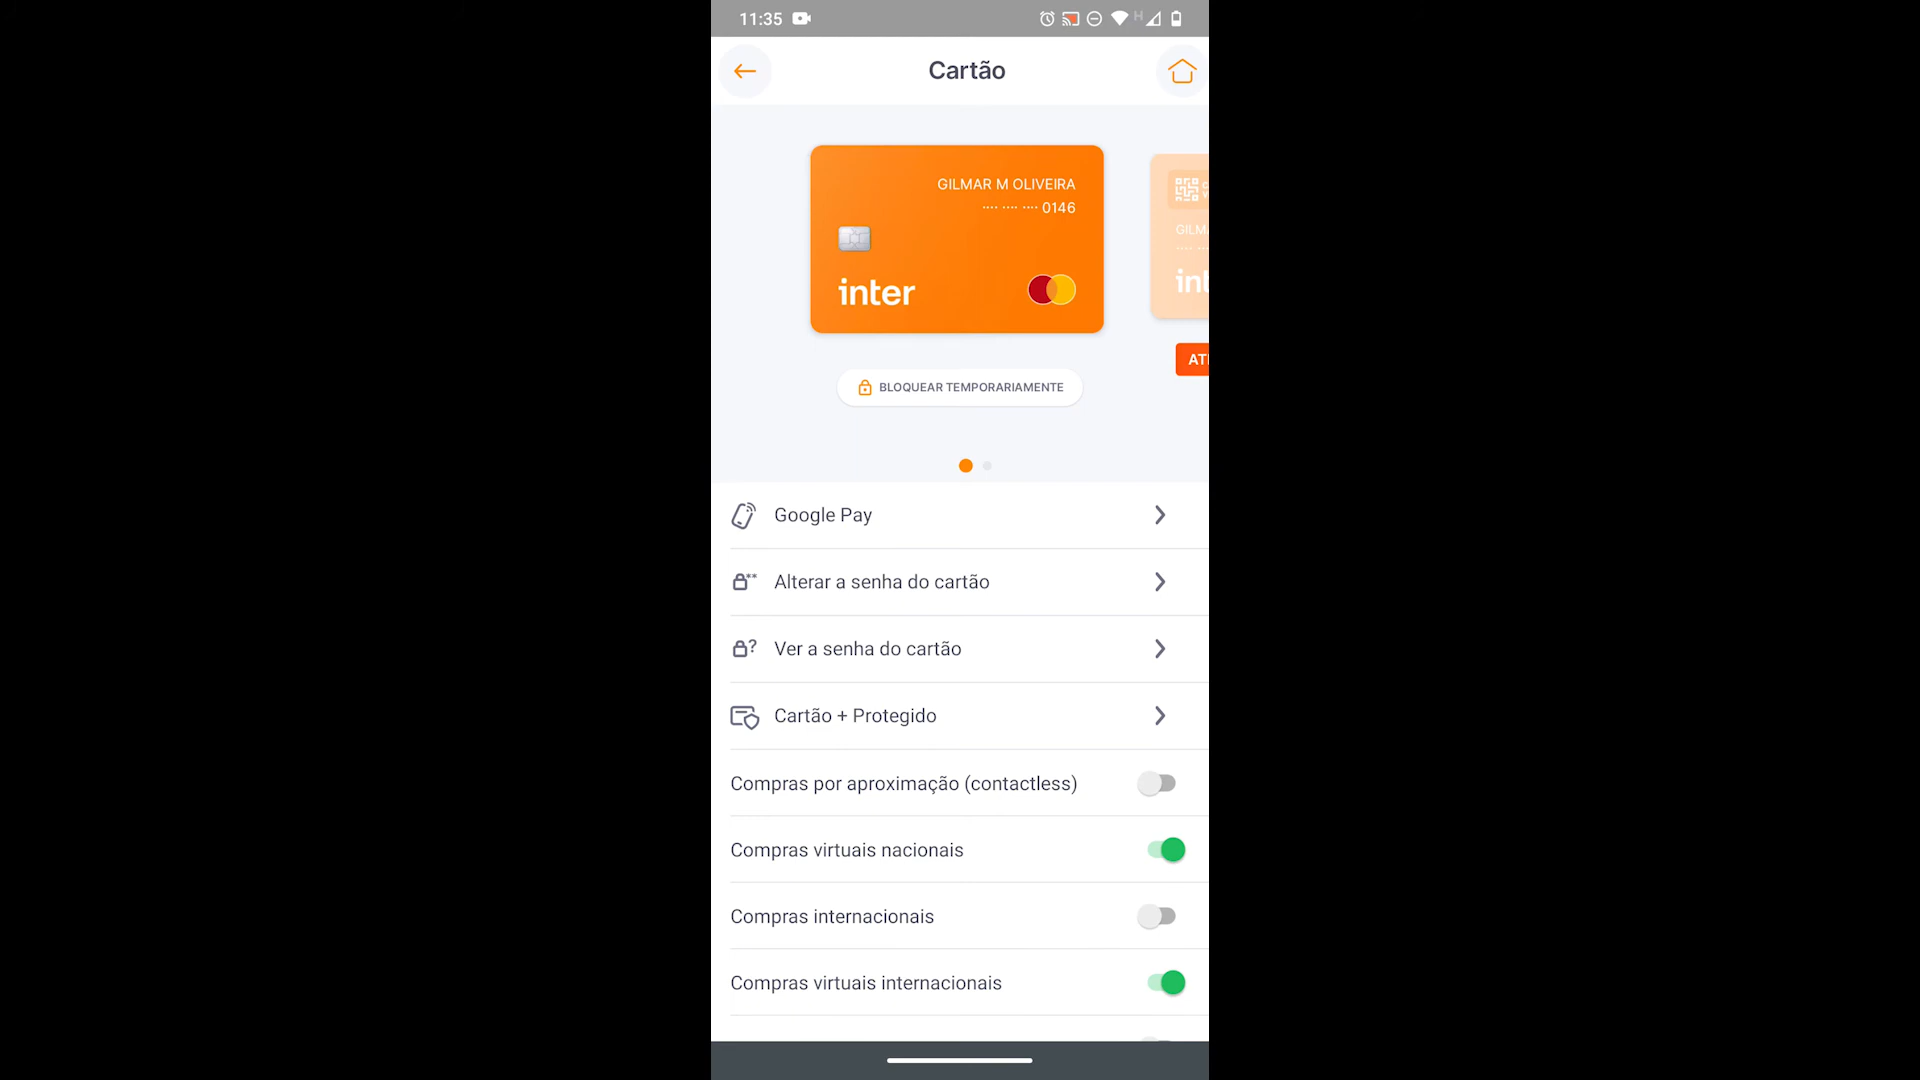 11:35
H
Cartão
GILMAR M OLIVEIRA
•••• •••• •••• 0146
inter
BLOQUEAR TEMPORARIAMENTE
Google Pay
Alterar a senha do cartão
Ver a senha do cartão
Cartão + Protegido
Compras por aproximação (contactless)
Compras virtuais nacionais
Compras internacionais
Compras virtuais internacionais